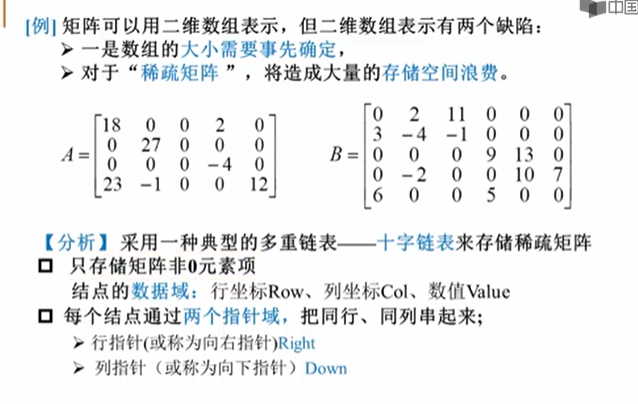 中国
[例] 矩阵可以用二维数组表示，但二维数组表示有两个缺陷：
➢ 一是数组的大小需要事先确定，
➢ 对于“稀疏矩阵 ”，将造成大量的存储空间浪费。
A = [18 0 0 2 0
0 27 0 0 0
0 0 0 −4 0
23 −1 0 0 12]
B = [0 2 11 0 0 0
3 −4 −1 0 0 0
0 0 0 9 13 0
0 −2 0 0 10 7
6 0 0 5 0 0]
【分析】 采用一种典型的多重链表——十字链表来存储稀疏矩阵
□ 只存储矩阵非0元素项
结点的数据域：行坐标Row、列坐标Col、数值Value
□ 每个结点通过两个指针域，把同行、同列串起来;
➢ 行指针(或称为向右指针)Right
➢ 列指针（或称为向下指针）Down